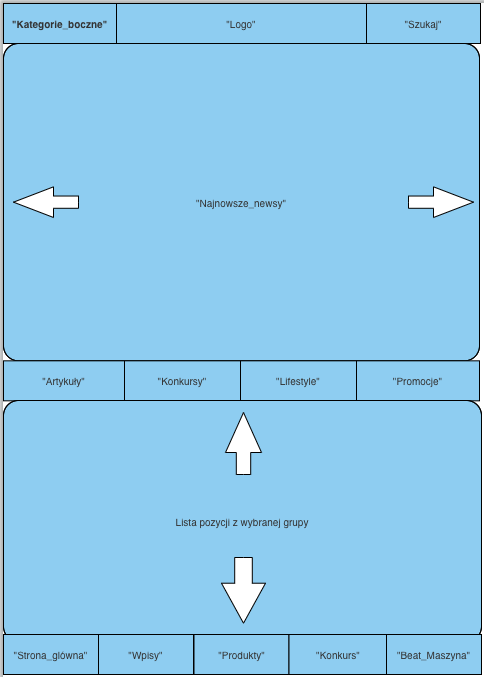 "Kategorie_boczne"
"Logo"
"Szukaj"
"Najnowsze_newsy"
"Artykuły"
"Konkursy"
"Lifestyle"
"Promocje"
Lista pozycji z wybranej grupy
"Strona_główna"
"Wpisy"
"Produkty"
"Konkurs"
"Beat_Maszyna"